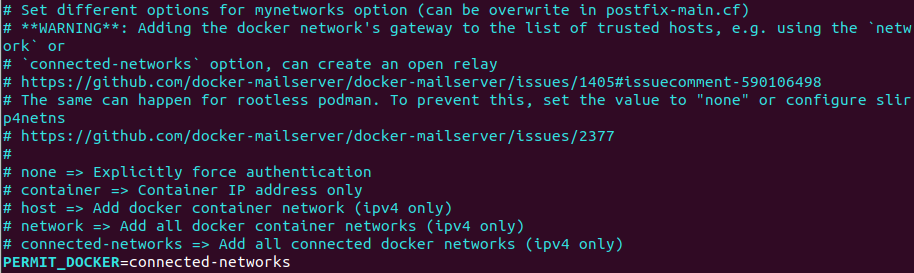 # Set different options for mynetworks option (can be overwrite in postfix-main.cf)
# **WARNING**: Adding the docker network's gateway to the list of trusted hosts, e.g. using the `netw
ork` or
# `connected-networks` option, can create an open relay
# https://github.com/docker-mailserver/docker-mailserver/issues/1405#issuecomment-590106498
# The same can happen for rootless podman. To prevent this, set the value to "none" or configure slir
p4netns
# https://github.com/docker-mailserver/docker-mailserver/issues/2377
#
# none => Explicitly force authentication
# container => Container IP address only
# host => Add docker container network (ipv4 only)
# network => Add all docker container networks (ipv4 only)
# connected-networks => Add all connected docker networks (ipv4 only)
PERMIT_DOCKER=connected-networks